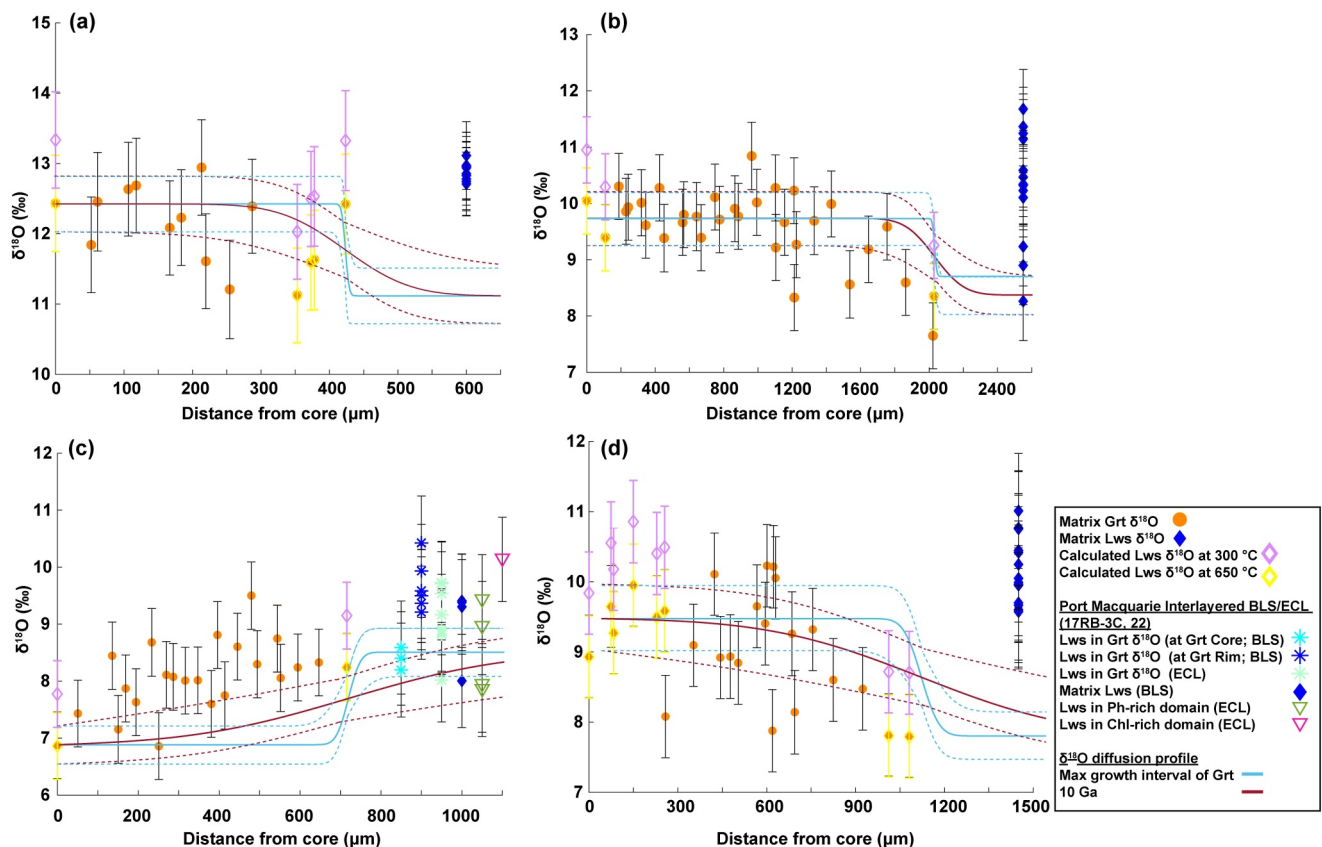 (a)
15
14
13
12
11
10
δ¹⁸O (‰)
0
100
200
300
400
500
600
Distance from core (µm)
(b)
13
12
11
10
9
8
7
δ¹⁸O (‰)
0
400
800
1200
1600
2000
2400
Distance from core (µm)
(c)
12
11
10
9
8
7
6
δ¹⁸O (‰)
0
200
400
600
800
1000
Distance from core (µm)
(d)
12
11
10
9
8
7
δ¹⁸O (‰)
0
300
600
900
1200
1500
Distance from core (µm)
Matrix Grt δ¹⁸O
Matrix Lws δ¹⁸O
Calculated Lws δ¹⁸O at 300 °C
Calculated Lws δ¹⁸O at 650 °C
Port Macquarie Interlayered BLS/ECL
(17RB-3C, 22)
Lws in Grt δ¹⁸O (at Grt Core; BLS)
Lws in Grt δ¹⁸O (at Grt Rim; BLS)
Lws in Grt δ¹⁸O (ECL)
Matrix Lws (BLS)
Lws in Ph-rich domain (ECL)
Lws in Chl-rich domain (ECL)
δ¹⁸O diffusion profile
Max growth interval of Grt
10 Ga